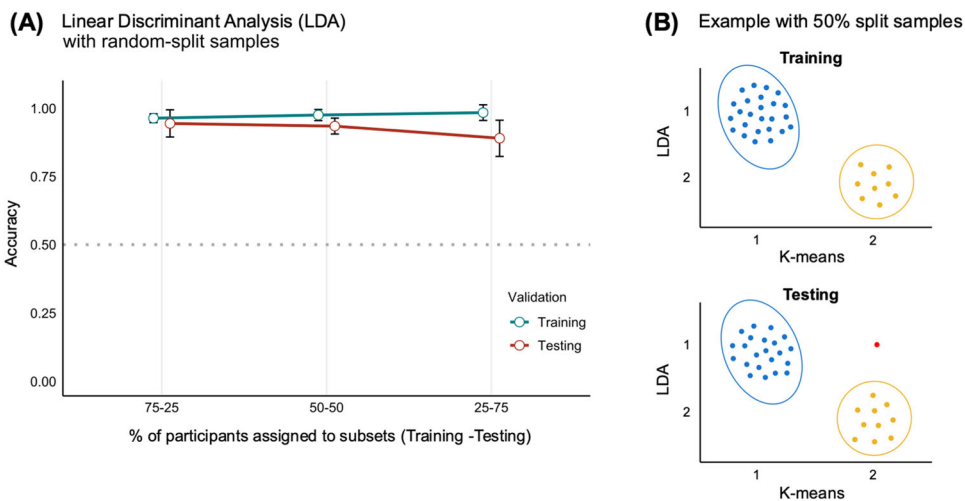 (A) Linear Discriminant Analysis (LDA)
with random-split samples
1.00
0.75
0.50
0.25
0.00
Accuracy
Validation
Training
Testing
75-25
50-50
25-75
% of participants assigned to subsets (Training -Testing)
(B) Example with 50% split samples
Training
1
2
LDA
1
2
K-means
Testing
1
2
LDA
1
2
K-means